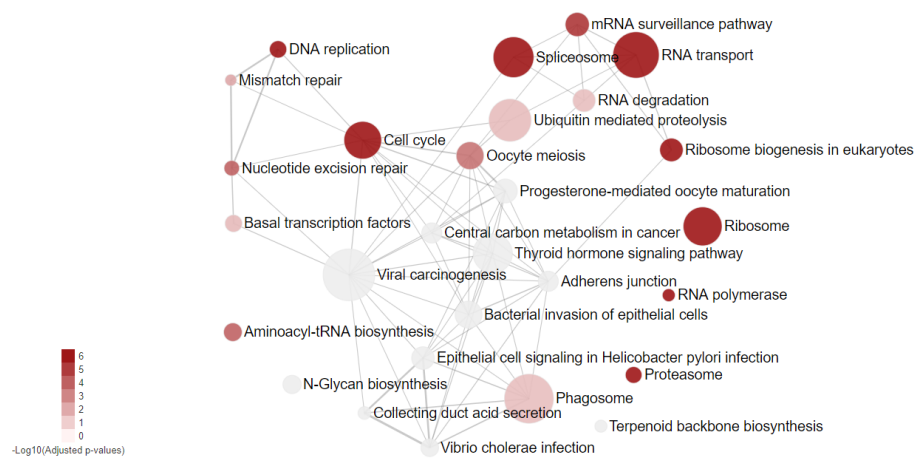 mRNA surveillance pathway
DNA replication
Spliceosome
RNA transport
Mismatch repair
RNA degradation
Ubiquitin mediated proteolysis
Cell cycle
Ribosome biogenesis in eukaryotes
Oocyte meiosis
Nucleotide excision repair
Progesterone-mediated oocyte maturation
Basal transcription factors
Central carbon metabolism in cancer
Ribosome
Thyroid hormone signaling pathway
Viral carcinogenesis
Adherens junction
RNA polymerase
Bacterial invasion of epithelial cells
Aminoacyl-tRNA biosynthesis
Epithelial cell signaling in Helicobacter pylori infection
Proteasome
N-Glycan biosynthesis
Phagosome
Collecting duct acid secretion
Terpenoid backbone biosynthesis
Vibrio cholerae infection
6
5
4
3
2
1
0
-Log10(Adjusted p-values)